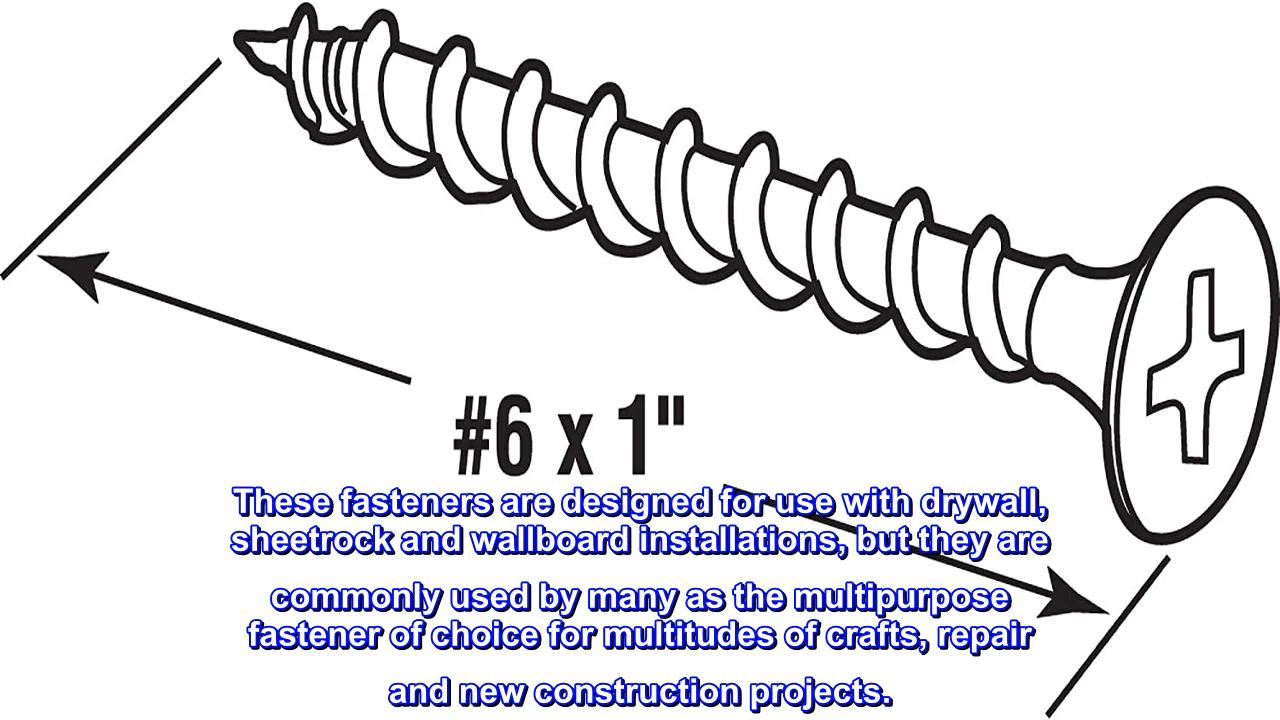 #6 x 1"
These fasteners are designed for use with drywall,
sheetrock and wallboard installations, but they are
commonly used by many as the multipurpose
fastener of choice for multitudes of crafts, repair
and new construction projects.